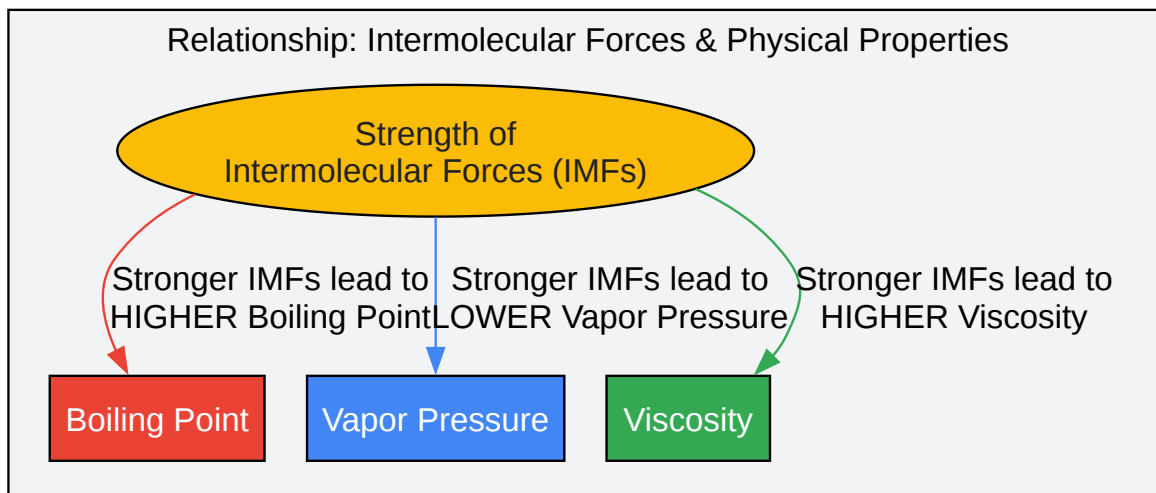 Relationship: Intermolecular Forces & Physical Properties
Strength of
Intermolecular Forces (IMFs)
Stronger IMFs lead to
HIGHER Boiling Point
Stronger IMFs lead to
LOWER Vapor Pressure
Stronger IMFs lead to
HIGHER Viscosity
Boiling Point
Vapor Pressure
Viscosity